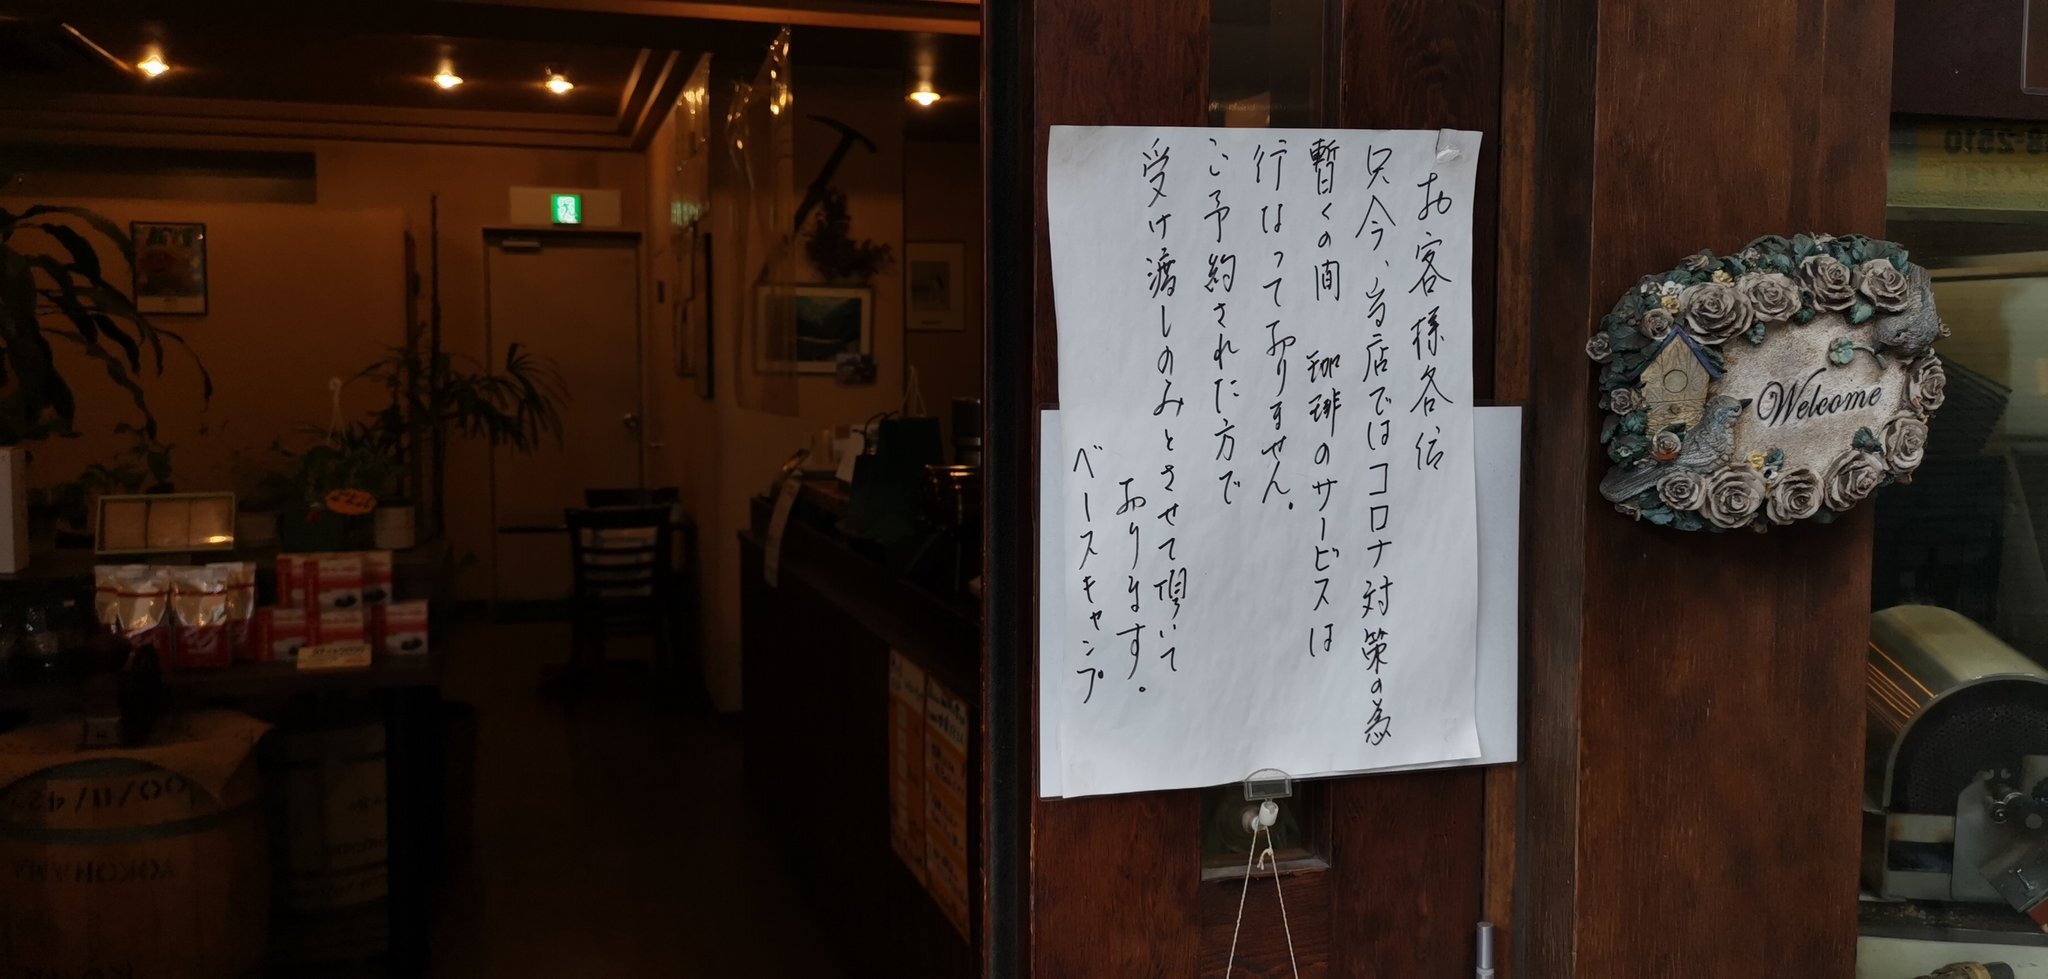 お客様各位
只今、当店ではコロナ対策の為
暫くの間 珈琲のサービスは
行なっておりません。
ご予約された方で
受け渡しのみとさせて頂いて
おります。
ベースキャンプ
Welcome